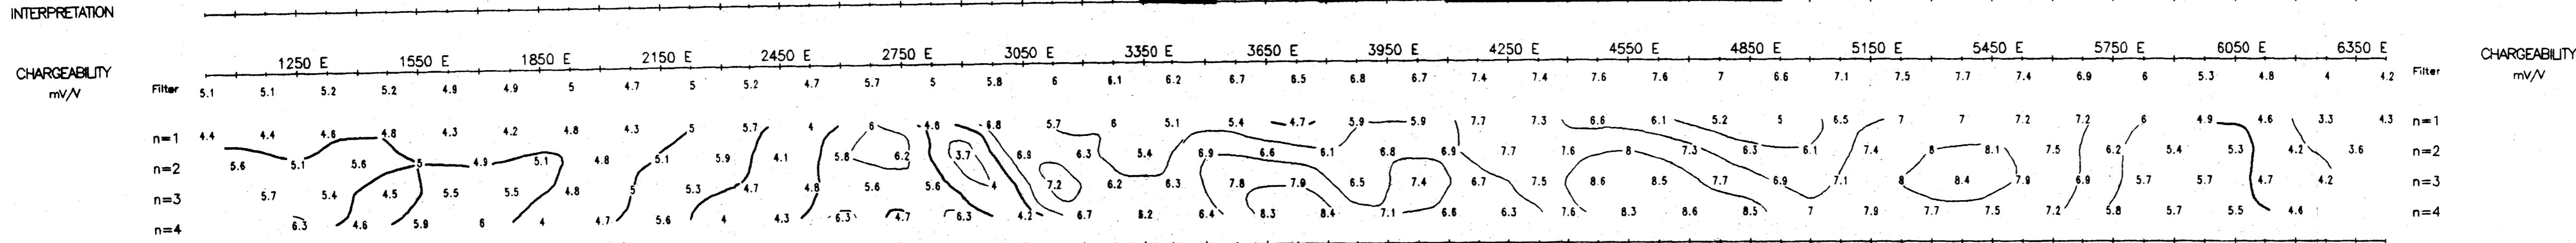 INTERPRETATION
1250 E 1550 E 1850 E 2150 E 2450 E 2750 E 3050 E 3350 E 3650 E 3950 E 4250 E 4550 E 4850 E 5150 E 5450 E 5750 E 6050 E 6350 E
CHARGEABILITY CHARGEABILITY
mV/V mV/V
Filter 5.1 5.1 5.2 5.2 4.9 4.9 5 4.7 5 5.2 4.7 5.7 5 5.8 6 6.1 6.2 6.7 6.5 6.8 6.7 7.4 7.4 7.6 7.6 7 6.6 7.1 7.5 7.7 7.4 6.9 6 5.3 4.8 4 4.2 Filter
n=1 4.4 4.4 4.6 4.8 4.3 4.2 4.8 4.3 5 5.7 4 6 4.6 6.8 5.7 6 5.1 5.4 4.7 5.9 5.9 7.7 7.3 6.6 6.1 5.2 5 6.5 7 7 7.2 7.2 6 4.9 4.6 3.3 4.3 n=1
n=2 5.6 5.1 5.6 5 4.9 5.1 4.8 5.1 5.9 4.1 5.8 6.2 3.7 6.9 6.3 5.4 6.9 6.6 6.1 6.8 6.9 7.7 7.6 8 7.3 6.3 6.1 7.4 8 8.1 7.5 6.2 5.4 5.3 4.2 3.6 n=2
n=3 5.7 5.4 4.5 5.5 5.5 4.8 5 5.3 4.7 4.8 5.6 5.6 4 7.2 6.2 6.3 7.8 7.9 6.5 7.4 6.7 7.5 8.6 8.5 7.7 6.9 7.1 8 8.4 7.9 6.9 5.7 5.7 4.7 4.2 n=3
n=4 6.3 4.6 5.9 6 4 4.7 5.6 4 4.3 6.3 4.7 6.3 4.2 6.7 8.2 6.4 8.3 8.4 7.1 6.6 6.3 7.6 8.3 8.6 8.5 7 7.9 7.7 7.5 7.2 5.8 5.7 5.5 4.6 n=4